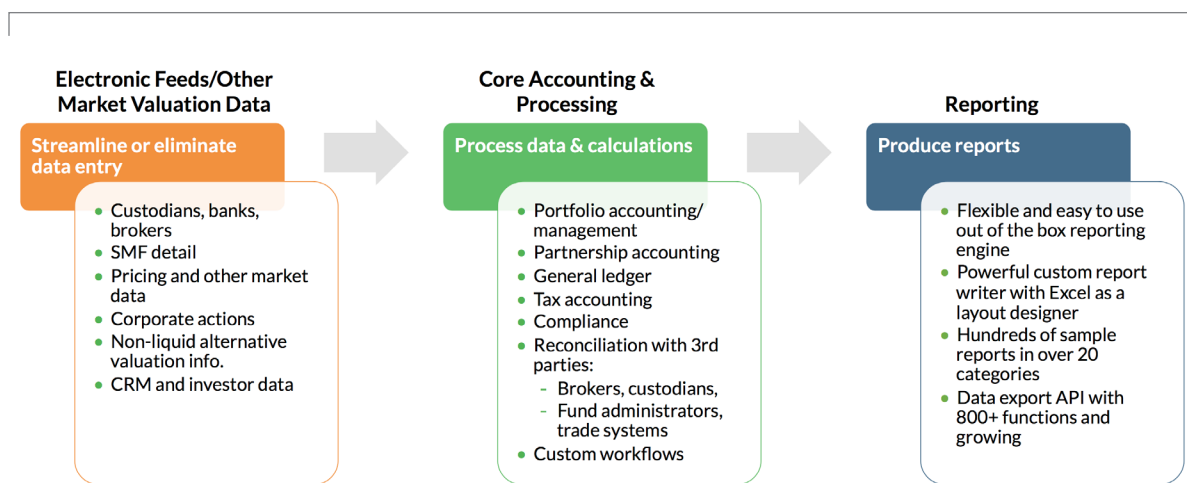 Electronic Feeds/Other
Market Valuation Data
Streamline or eliminate
data entry
• Custodians, banks,
brokers
• SMF detail
• Pricing and other market
data
• Corporate actions
• Non-liquid alternative
valuation info.
• CRM and investor data
Core Accounting &
Processing
Process data & calculations
• Portfolio accounting/
management
• Partnership accounting
• General ledger
• Tax accounting
• Compliance
• Reconciliation with 3rd
parties:
- Brokers, custodians,
- Fund administrators,
trade systems
• Custom workflows
Reporting
Produce reports
• Flexible and easy to use
out of the box reporting
engine
• Powerful custom report
writer with Excel as a
layout designer
• Hundreds of sample
reports in over 20
categories
• Data export API with
800+ functions and
growing